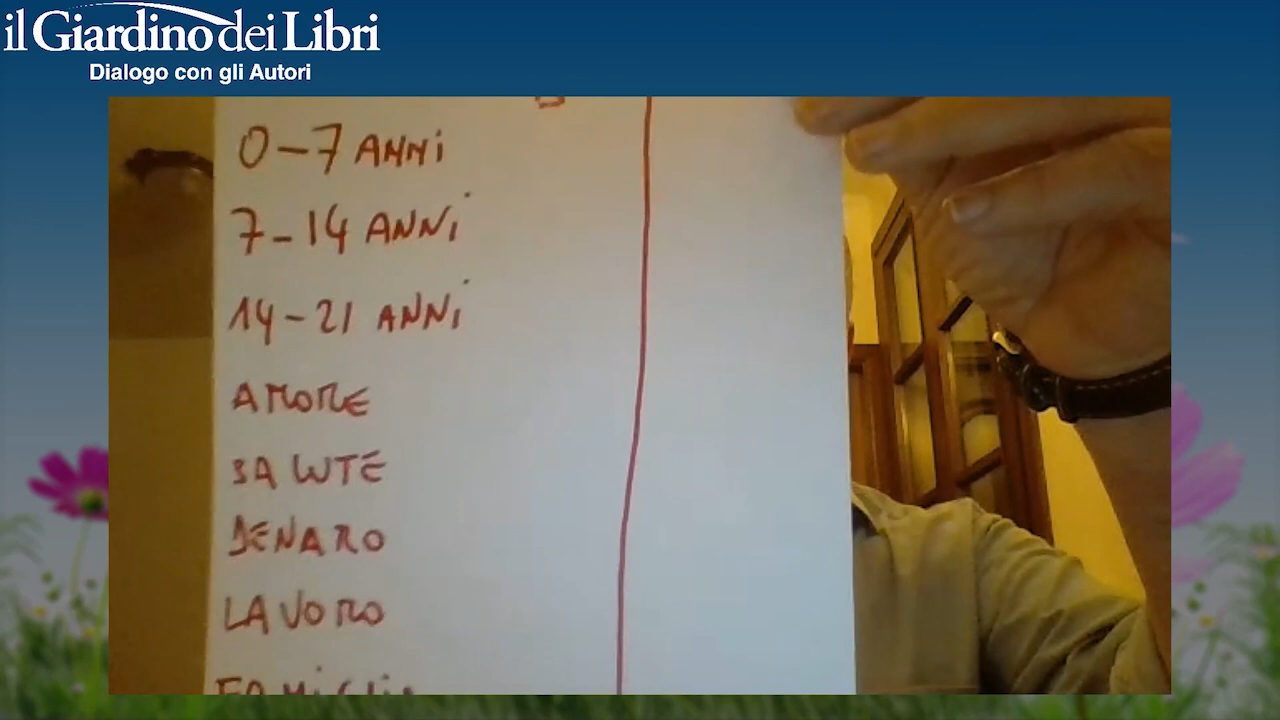 il Giardino dei Libri
Dialogo con gli Autori
0-7 ANNi
7-14 ANNi
14-21 ANNi
AMORE
SALUTE
DENARO
LAVORO
FAMiGLiA